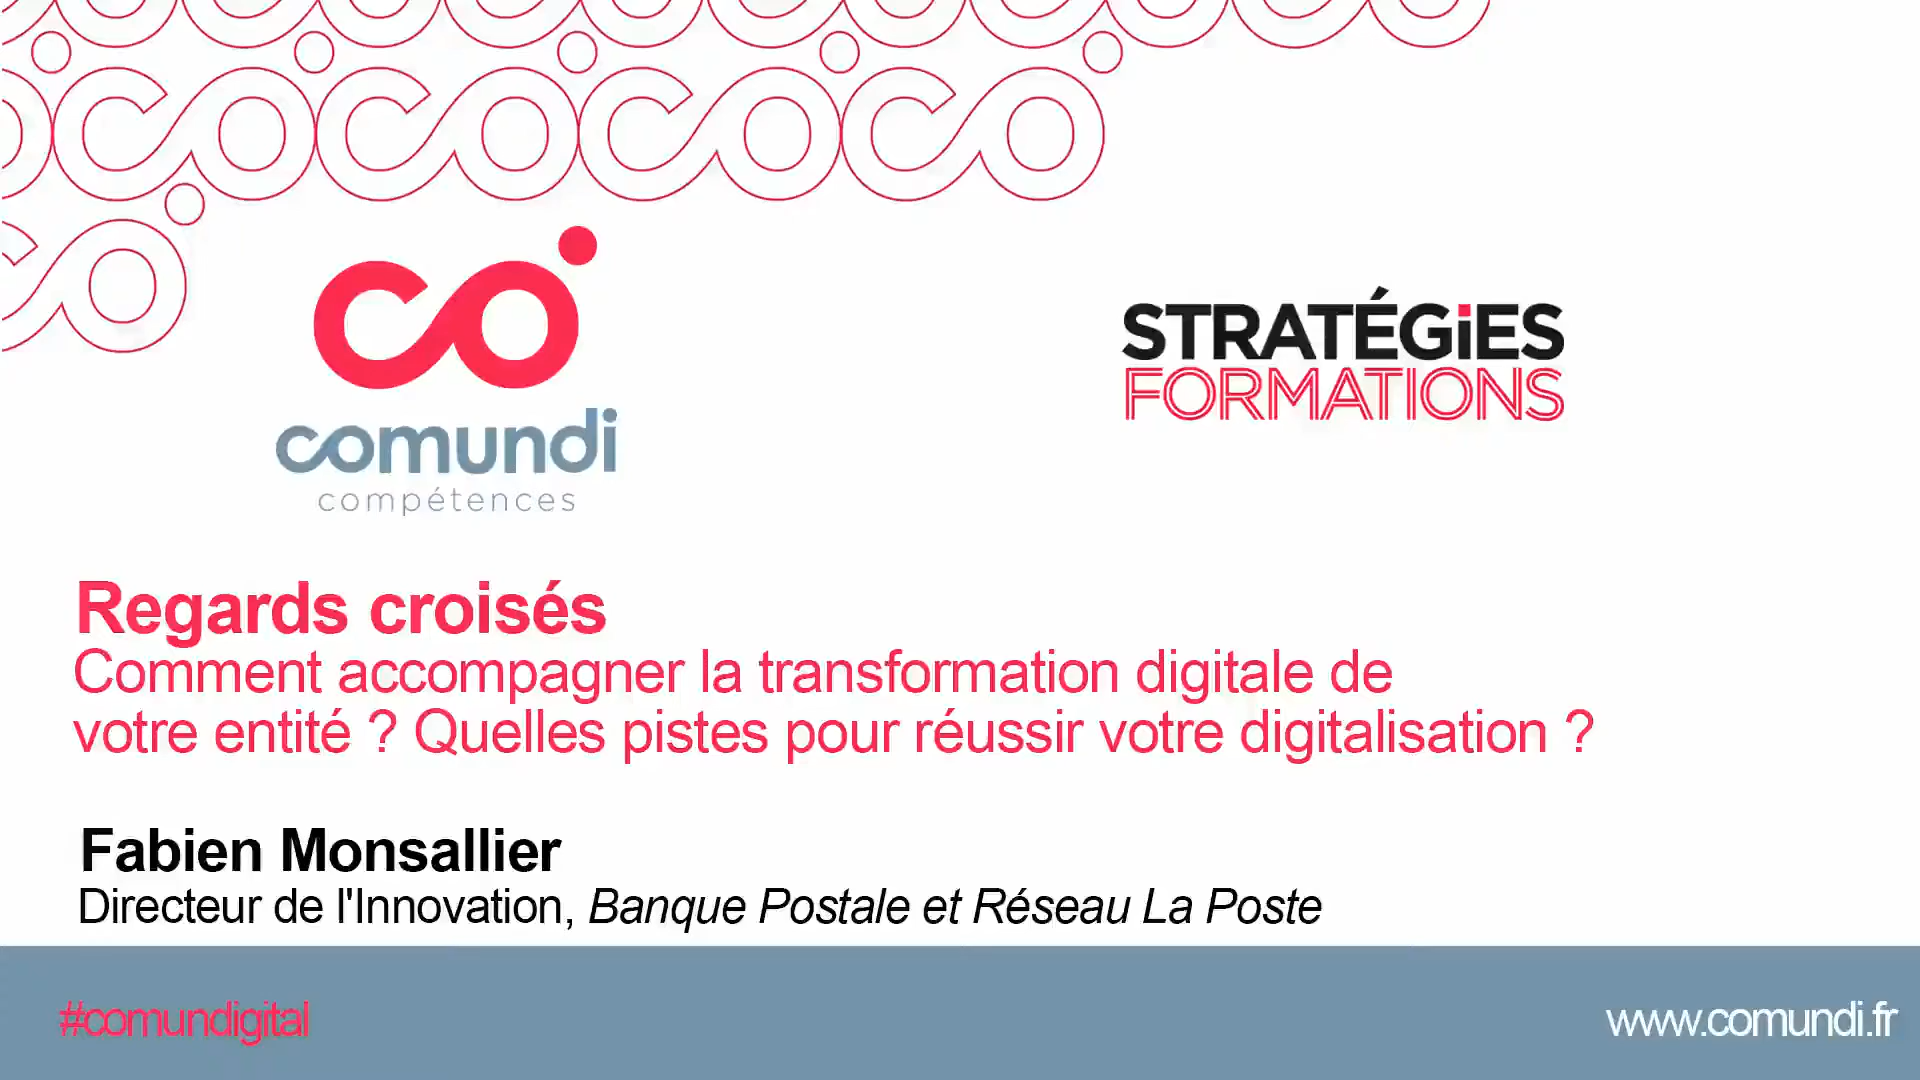 co
comundi
compétences
STRATÉGiES
FORMATIONS
Regards croisés
Comment accompagner la transformation digitale de
votre entité ? Quelles pistes pour réussir votre digitalisation ?
Fabien Monsallier
Directeur de l'Innovation, Banque Postale et Réseau La Poste
#comundigital
www.comundi.fr